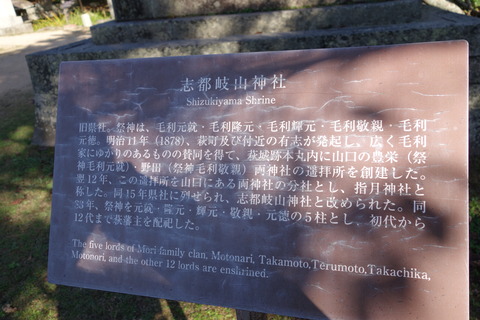 志都岐山神社
Shizukiyama Shrine
旧県社。祭神は、毛利元就・毛利隆元・毛利輝元・毛利敬親・毛利
元徳。明治11年（1878）、萩町及び付近の有志が発起し、広く毛利
家にゆかりのあるものの賛同を得て、萩城跡本丸内に山口の豊栄（祭
神毛利元就）・野田（祭神毛利敬親）両神社の遥拝所を創建した。
翌12年、この遥拝所を山口にある両神社の分社とし、指月神社と
称した。同15年県社に列せられ、志都岐山神社と改められた。同
33年、祭神を元就・隆元・輝元・敬親・元徳の5柱とし、初代から
12代まで萩藩主を配祀した。
The five lords of Mori family clan, Motonari, Takamoto,Terumoto,Takachika,
Motonori, and the other 12 lords are enshrined.